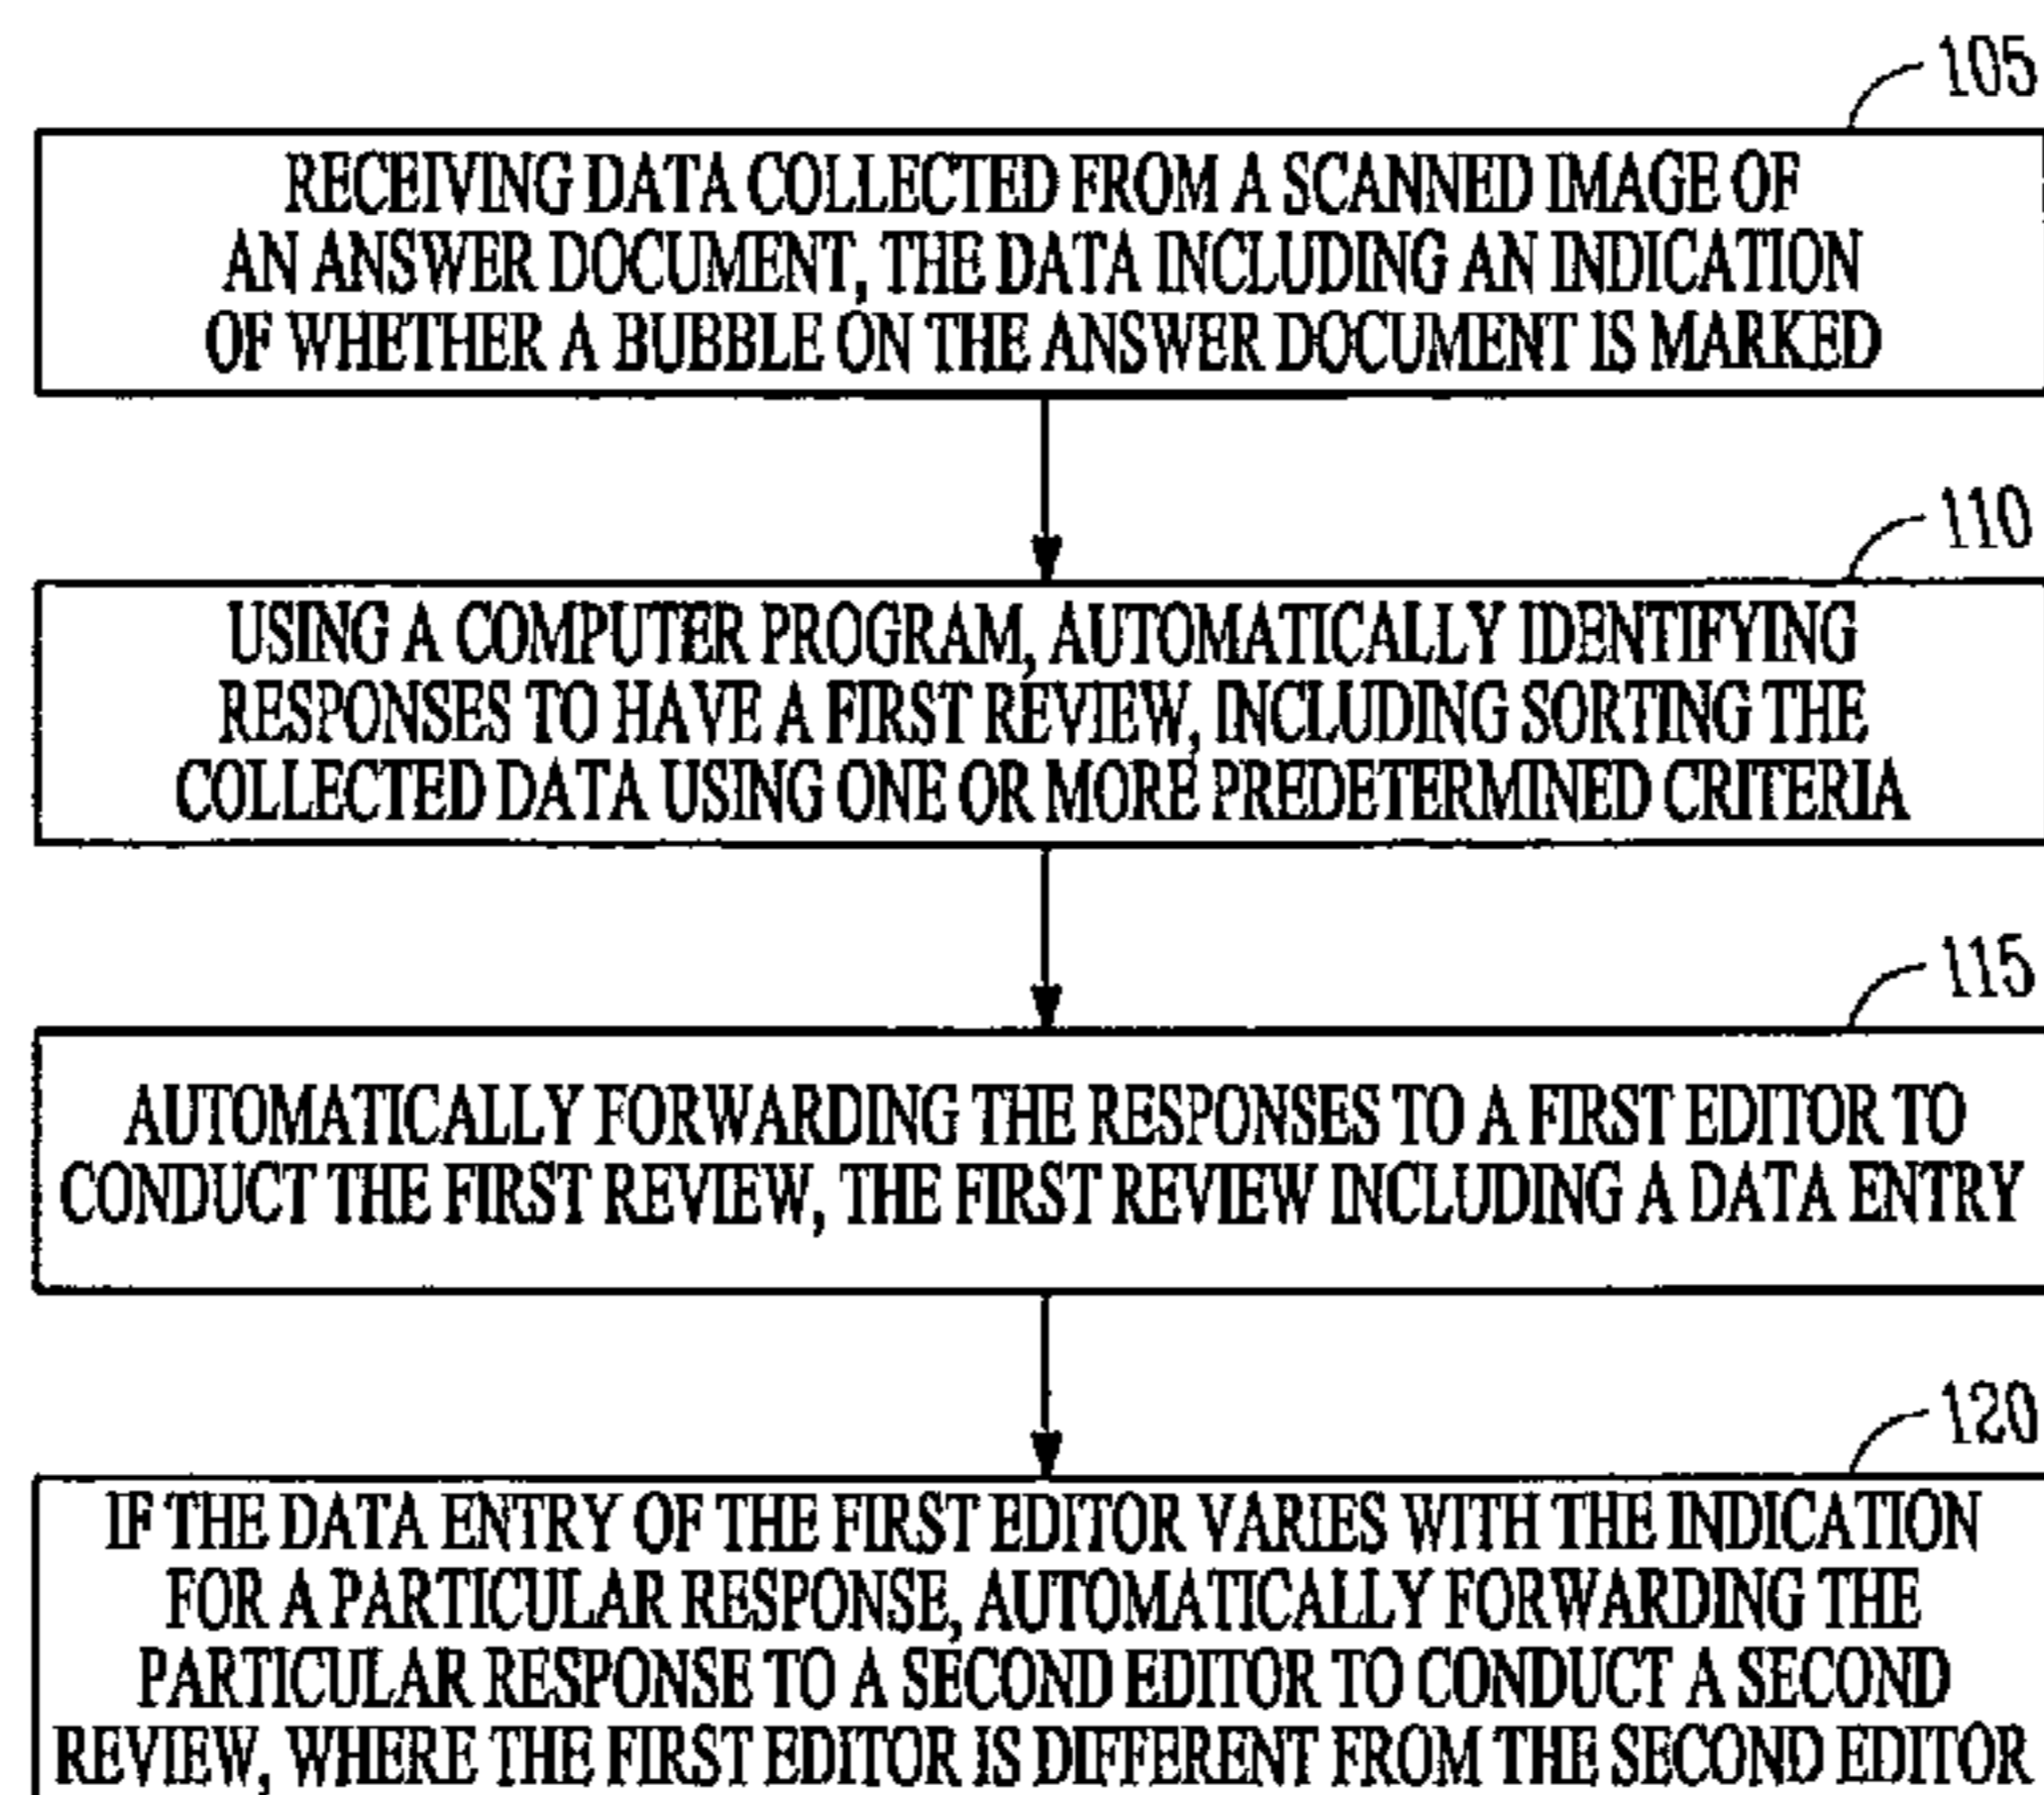 105
RECEIVING DATA COLLECTED FROM A SCANNED IMAGE OF
AN ANSWER DOCUMENT, THE DATA INCLUDING AN INDICATION
OF WHETHER A BUBBLE ON THE ANSWER DOCUMENT IS MARKED
110
USING A COMPUTER PROGRAM, AUTOMATICALLY IDENTIFYING
RESPONSES TO HAVE A FIRST REVIEW, INCLUDING SORTING THE
COLLECTED DATA USING ONE OR MORE PREDETERMINED CRITERIA
115
AUTOMATICALLY FORWARDING THE RESPONSES TO A FIRST EDITOR TO
CONDUCT THE FIRST REVIEW, THE FIRST REVIEW INCLUDING A DATA ENTRY
120
IF THE DATA ENTRY OF THE FIRST EDITOR VARIES WITH THE INDICATION
FOR A PARTICULAR RESPONSE, AUTOMATICALLY FORWARDING THE
PARTICULAR RESPONSE TO A SECOND EDITOR TO CONDUCT A SECOND
REVIEW, WHERE THE FIRST EDITOR IS DIFFERENT FROM THE SECOND EDITOR